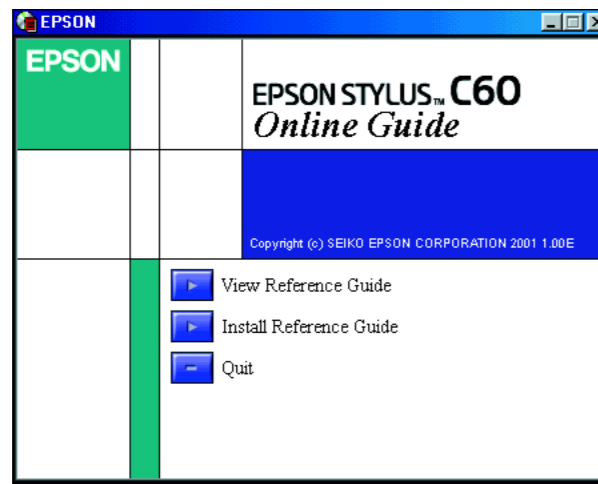 EPSON
EPSON
EPSON STYLUS™ C60
Online Guide
Copyright (c) SEIKO EPSON CORPORATION 2001 1.00E
View Reference Guide
Install Reference Guide
Quit